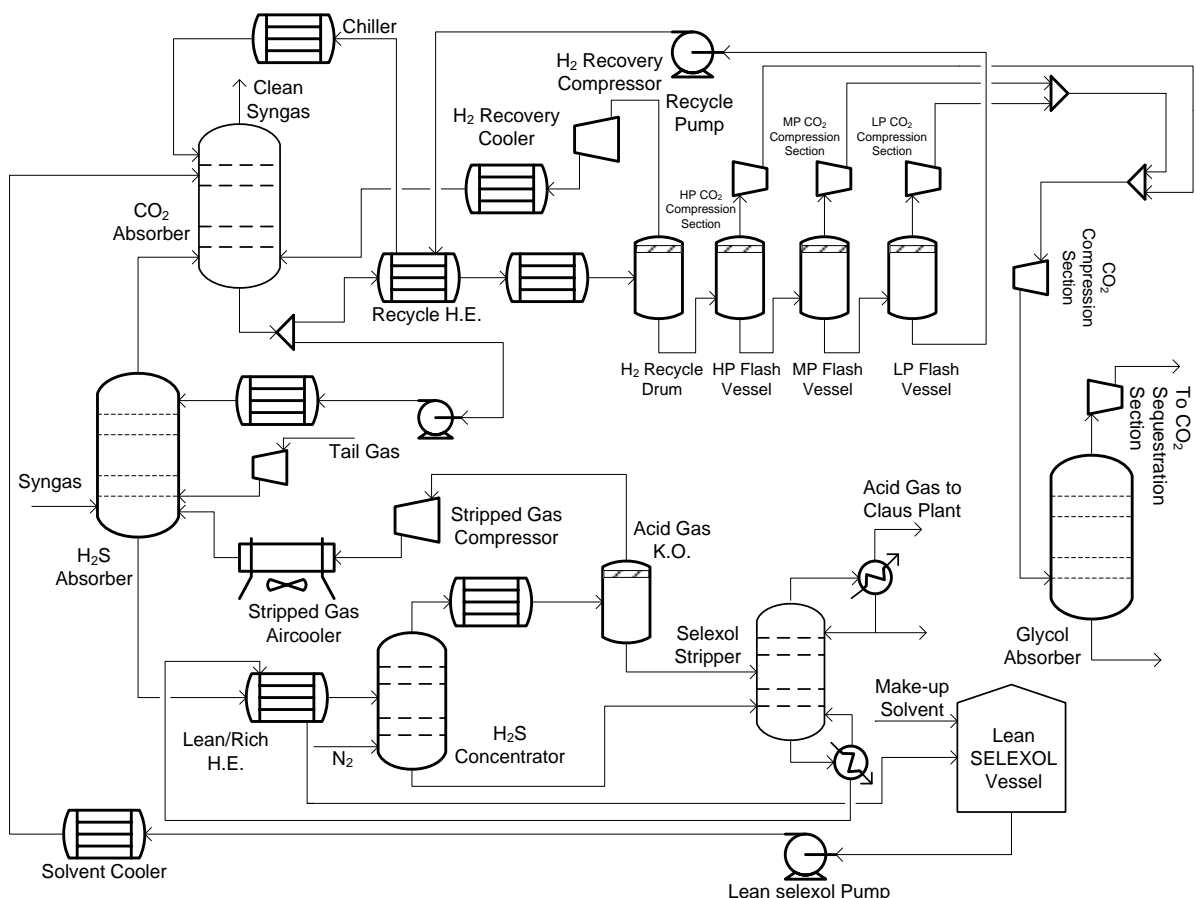 Chiller
Clean
Syngas
H2 Recovery
Compressor
Recycle
Pump
H2 Recovery
Cooler
MP CO2
Compression
Section
LP CO2
Compression
Section
HP CO2
Compression
Section
CO2
Absorber
Recycle H.E.
CO2
Compression
Section
H2 Recycle
Drum
HP Flash
Vessel
MP Flash
Vessel
LP Flash
Vessel
To CO2
Sequestration
Section
Tail Gas
Syngas
H2S
Absorber
Stripped Gas
Compressor
Acid Gas
K.O.
Acid Gas to
Claus Plant
Stripped Gas
Aircooler
Selexol
Stripper
Glycol
Absorber
Make-up
Solvent
Lean/Rich
H.E.
N2
H2S
Concentrator
Lean
SELEXOL
Vessel
Solvent Cooler
Lean selexol Pump